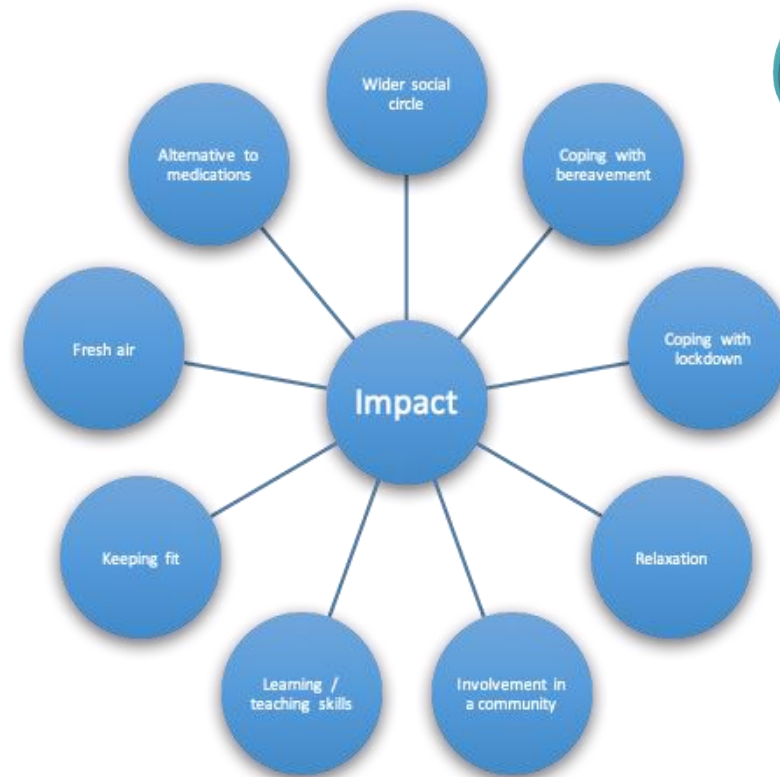 Wider social
circle
Coping with
bereavement
Coping with
lockdown
Relaxation
Involvement in
a community
Learning /
teaching skills
Keeping fit
Fresh air
Alternative to
medications
Impact